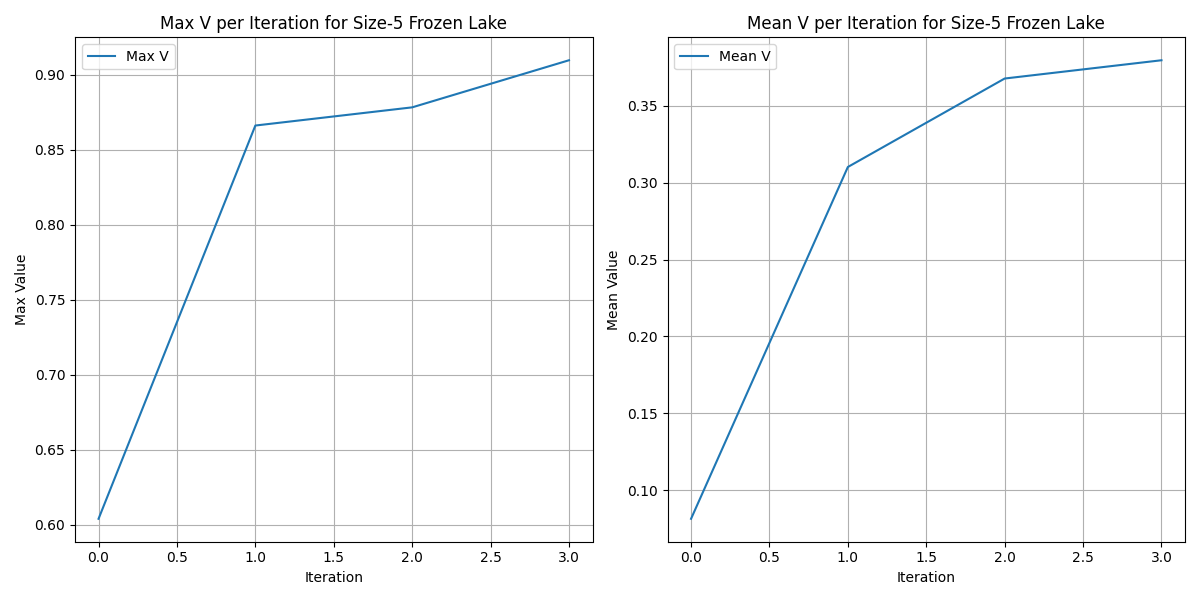 Max V per Iteration for Size-5 Frozen Lake
Max V
0.90
0.85
0.80
0.75
0.70
0.65
0.60
Max Value
0.0 0.5 1.0 1.5 2.0 2.5 3.0
Iteration
Mean V per Iteration for Size-5 Frozen Lake
Mean V
0.35
0.30
0.25
0.20
0.15
0.10
Mean Value
0.0 0.5 1.0 1.5 2.0 2.5 3.0
Iteration